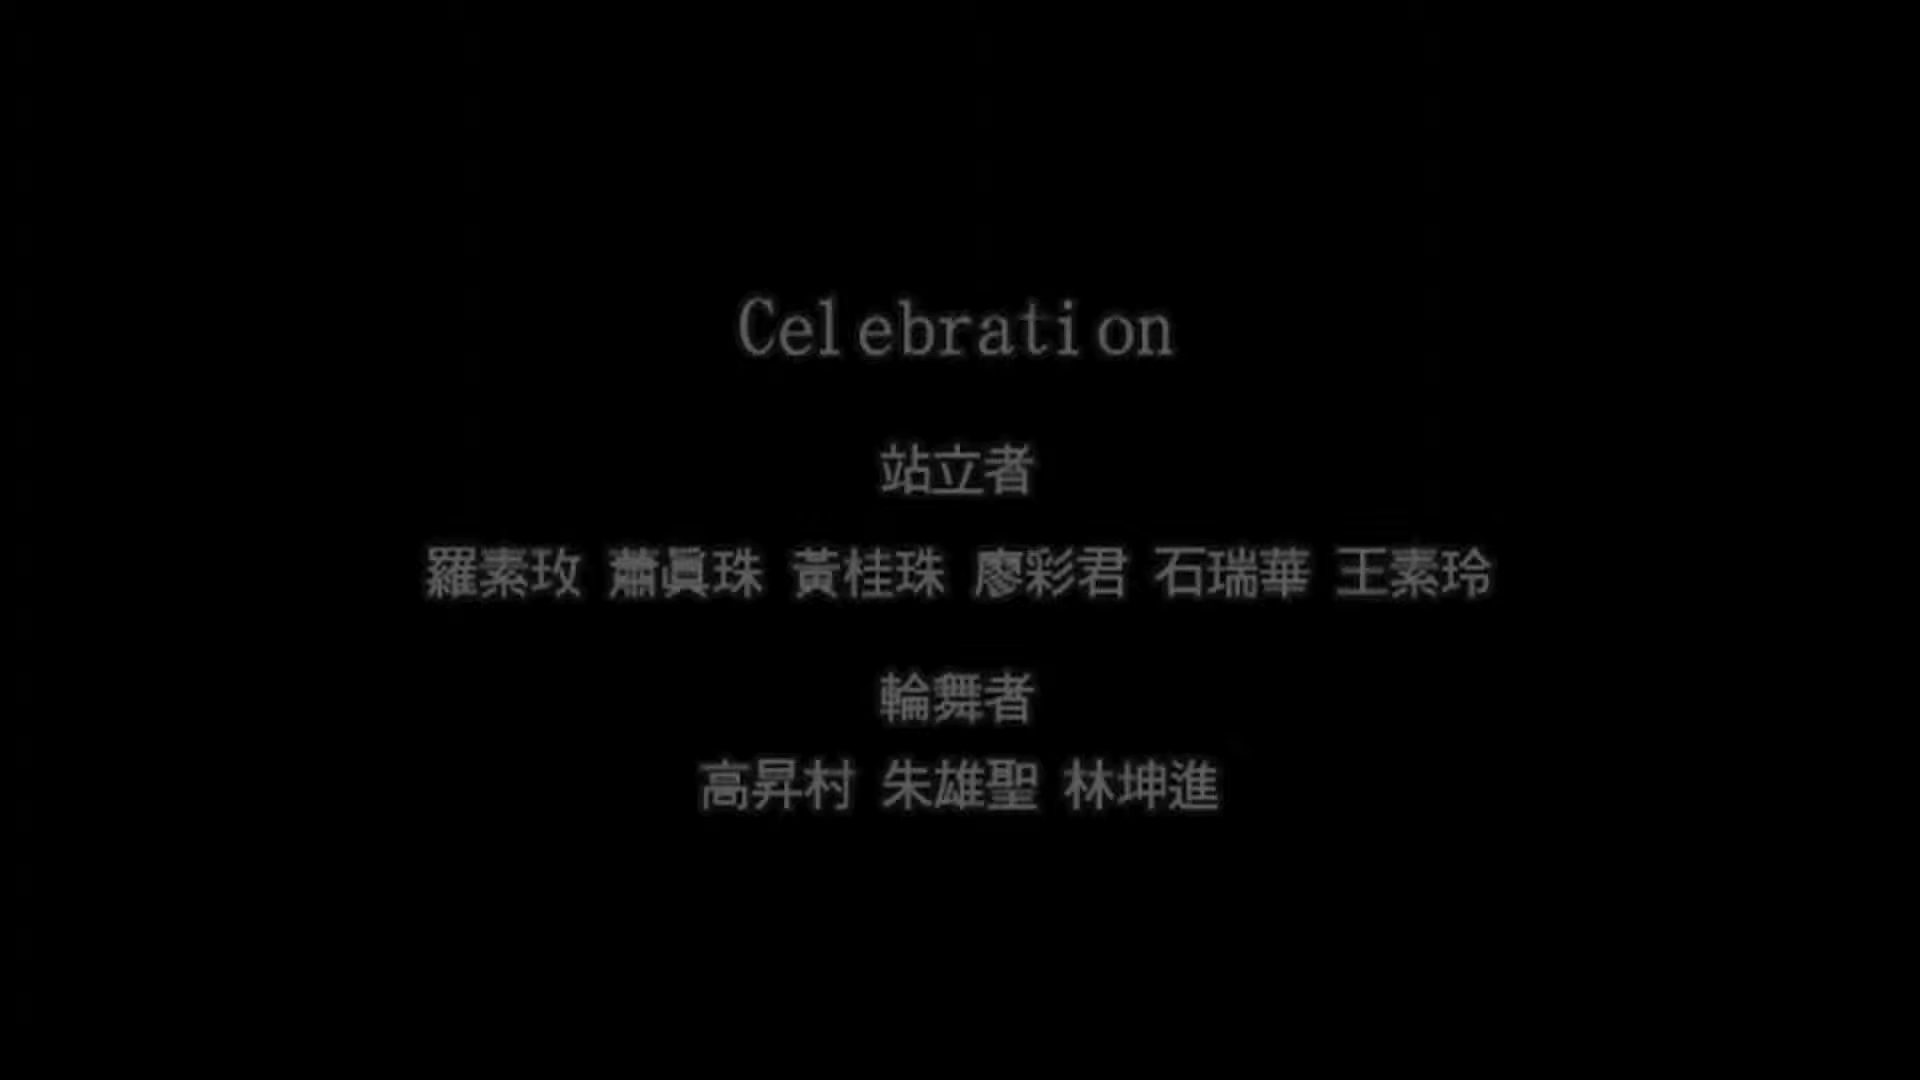 Celebration
站立者
羅素玫 蕭眞珠 黃桂珠 廖彩君 石瑞華 王素玲
輪舞者
高昇村 朱雄聖 林坤進